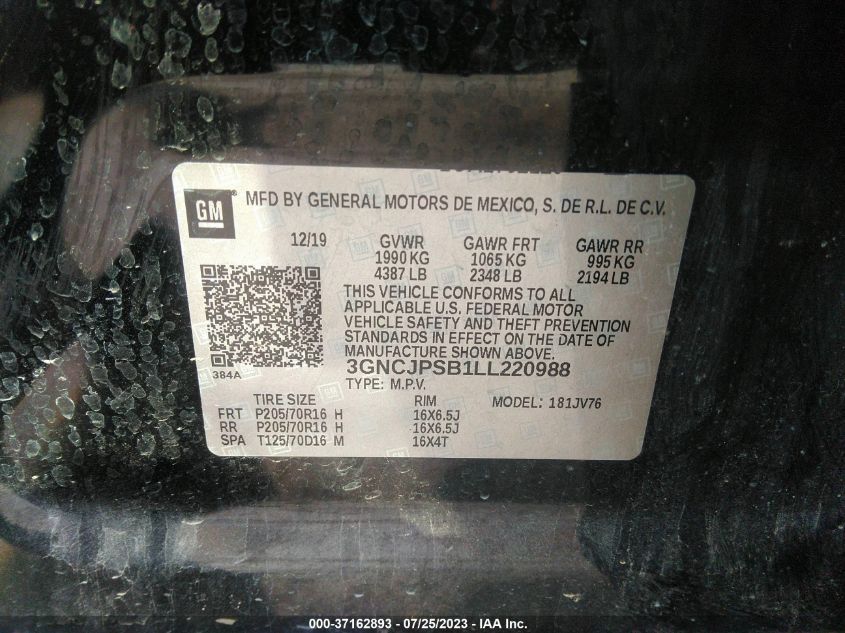 GM ® MFD BY GENERAL MOTORS DE MEXICO, S. DE R.L. DE C.V.
12/19 GVWR GAWR FRT GAWR RR
1990 KG 1065 KG 995 KG
4387 LB 2348 LB 2194 LB
THIS VEHICLE CONFORMS TO ALL
APPLICABLE U.S. FEDERAL MOTOR
VEHICLE SAFETY AND THEFT PREVENTION
STANDARDS IN EFFECT ON THE DATE OF
MANUFACTURE SHOWN ABOVE.
384A 3GNCJPSB1LL220988
TYPE: M.P.V.
TIRE SIZE RIM MODEL: 181JV76
FRT P205/70R16 H 16X6.5J
RR P205/70R16 H 16X6.5J
SPA T125/70D16 M 16X4T
000-37162893 / 07/25/2023 - IAA Inc.